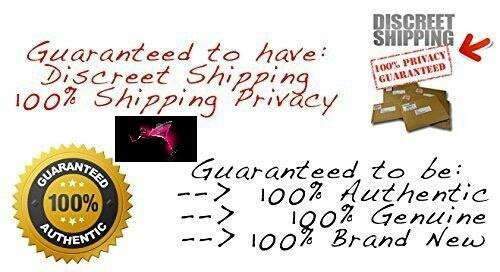 Guaranteed to have:
Discreet Shipping
100% Shipping Privacy
DISCREET
SHIPPING
100% PRIVACY
GUARANTEED
GUARANTEED
100%
AUTHENTIC
Guaranteed to be:
--> 100% Authentic
--> 100% Genuine
--> 100% Brand New